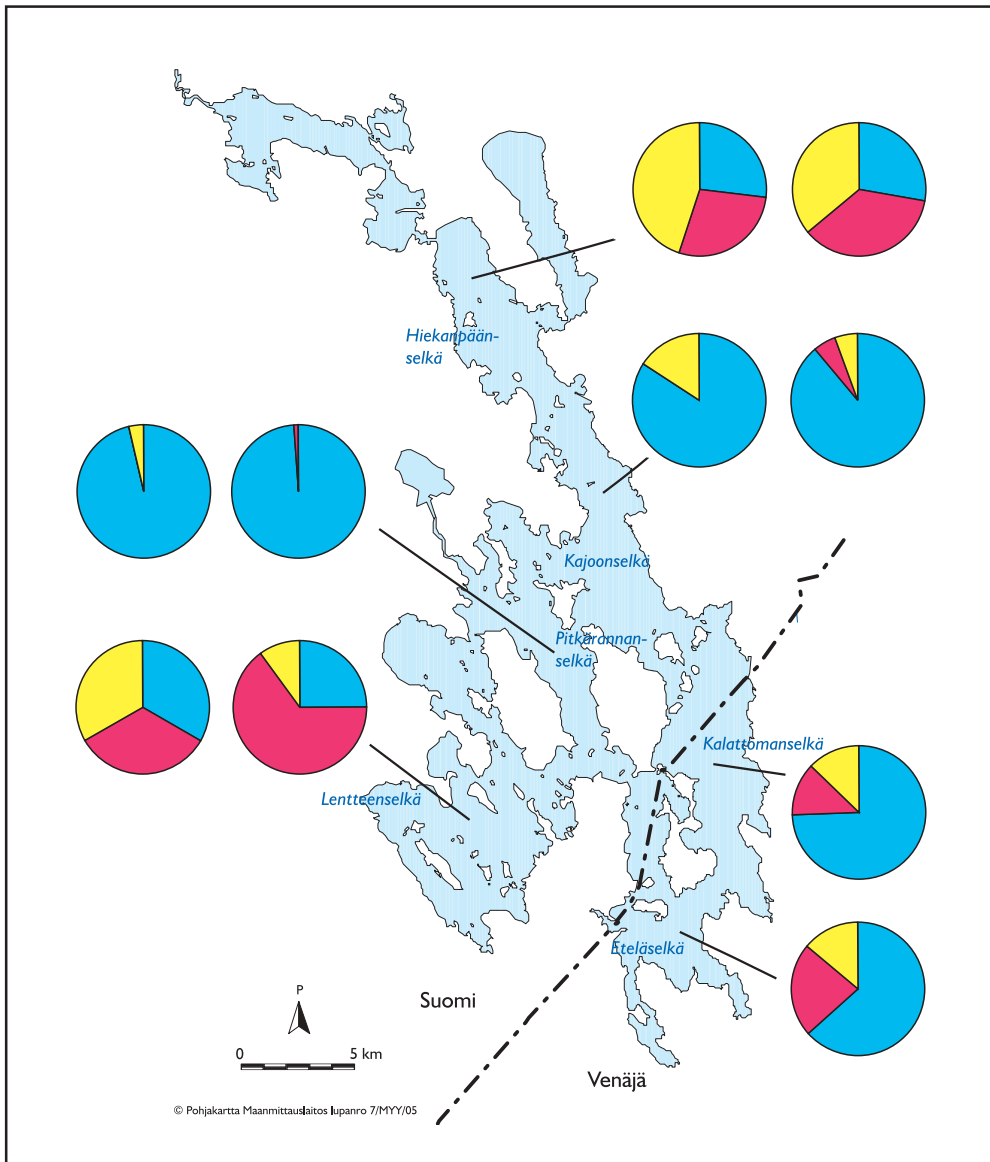 Hiekanpään-
selkä
Kajoonselkä
Pitkärannan-
selkä
Kalattomanselkä
Lentteenselkä
Eteläselkä
Suomi
P
0 5 km
Venäjä
© Pohjakartta Maanmittauslaitos lupanro 7/MYY/05